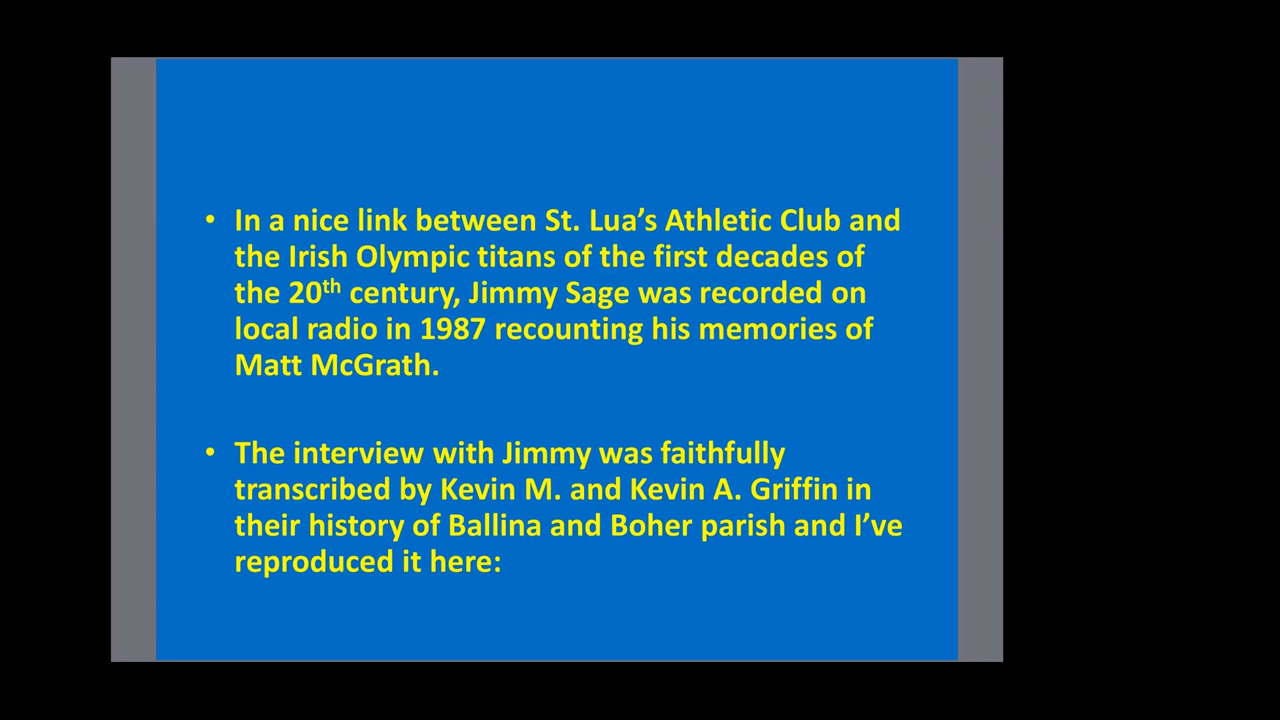 • In a nice link between St. Lua’s Athletic Club and
the Irish Olympic titans of the first decades of
the 20th century, Jimmy Sage was recorded on
local radio in 1987 recounting his memories of
Matt McGrath.
• The interview with Jimmy was faithfully
transcribed by Kevin M. and Kevin A. Griffin in
their history of Ballina and Boher parish and I’ve
reproduced it here: